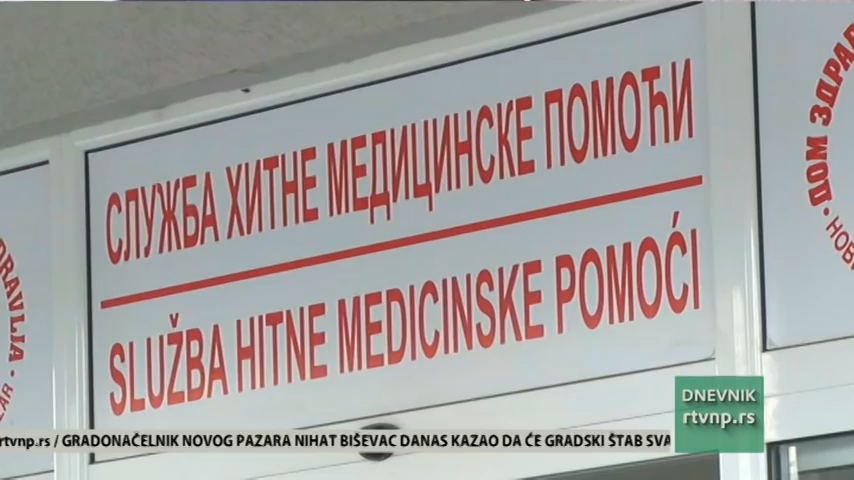 СЛУЖБА ХИТНЕ МЕДИЦИНСКЕ ПОМОЋИ
SLUŽBA HITNE MEDICINSKE POMOĆI
ДОМ
DNEVNIK
rtvnp.rs
rtvnp.rs / GRADONAČELNIK NOVOG PAZARA NIHAT BIŠEVAC DANAS KAZAO DA ĆE GRADSKI ŠTAB